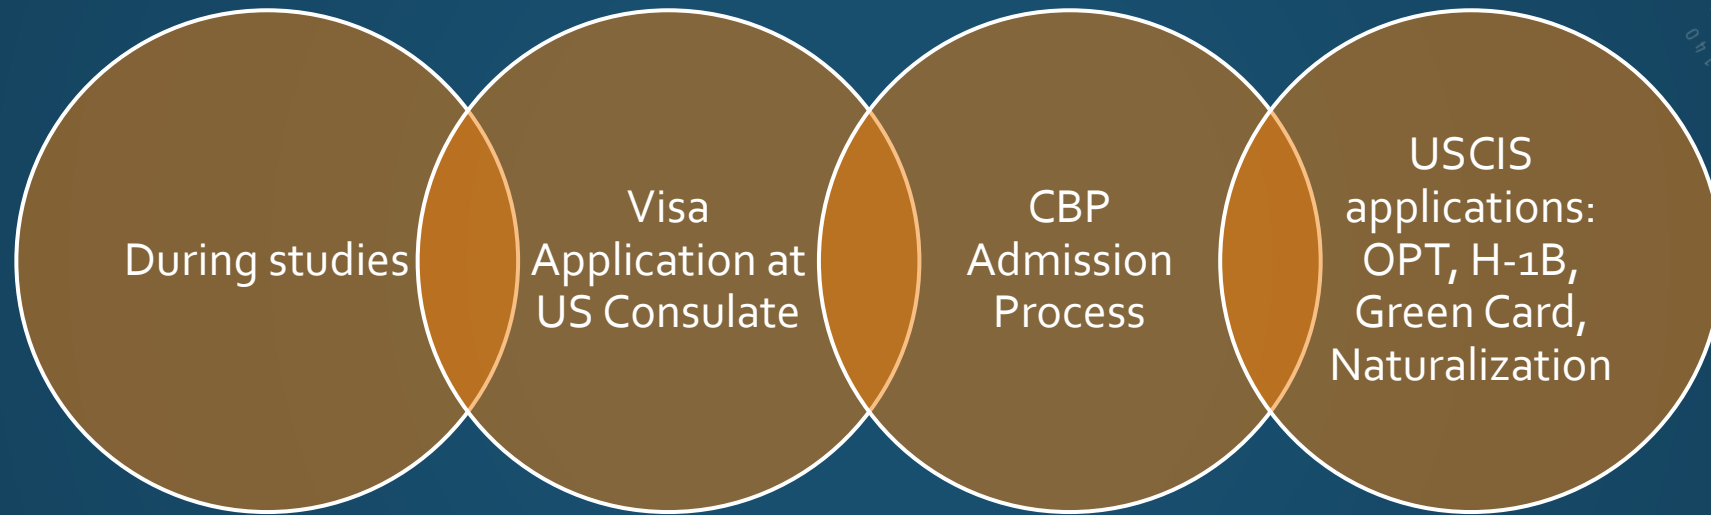 During studies
Visa
Application at
US Consulate
CBP
Admission
Process
USCIS
applications:
OPT, H-1B,
Green Card,
Naturalization